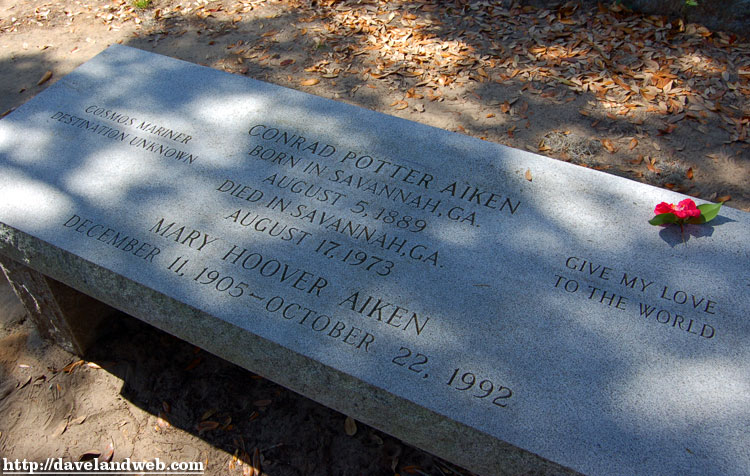 COSMOS MARINER
DESTINATION UNKNOWN
CONRAD POTTER AIKEN
BORN IN SAVANNAH, GA.
AUGUST 5, 1889
DIED IN SAVANNAH, GA.
AUGUST 17, 1973
MARY HOOVER AIKEN
DECEMBER 11, 1905–OCTOBER 22, 1992
GIVE MY LOVE
TO THE WORLD
http://davelandweb.com